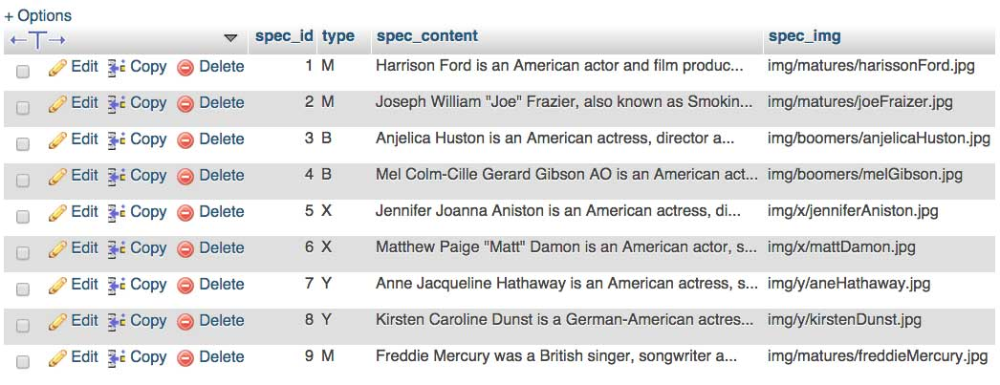 + Options
spec_id type spec_content spec_img
Edit Copy Delete 1 M Harrison Ford is an American actor and film produc... img/matures/harissonFord.jpg
Edit Copy Delete 2 M Joseph William "Joe" Frazier, also known as Smokin... img/matures/joeFraizer.jpg
Edit Copy Delete 3 B Anjelica Huston is an American actress, director a... img/boomers/anjelicaHuston.jpg
Edit Copy Delete 4 B Mel Colm-Cille Gerard Gibson AO is an American act... img/boomers/melGibson.jpg
Edit Copy Delete 5 X Jennifer Joanna Aniston is an American actress, di... img/x/jenniferAniston.jpg
Edit Copy Delete 6 X Matthew Paige "Matt" Damon is an American actor, s... img/x/mattDamon.jpg
Edit Copy Delete 7 Y Anne Jacqueline Hathaway is an American actress, s... img/y/aneHathaway.jpg
Edit Copy Delete 8 Y Kirsten Caroline Dunst is a German-American actres... img/y/kirstenDunst.jpg
Edit Copy Delete 9 M Freddie Mercury was a British singer, songwriter a... img/matures/freddieMercury.jpg